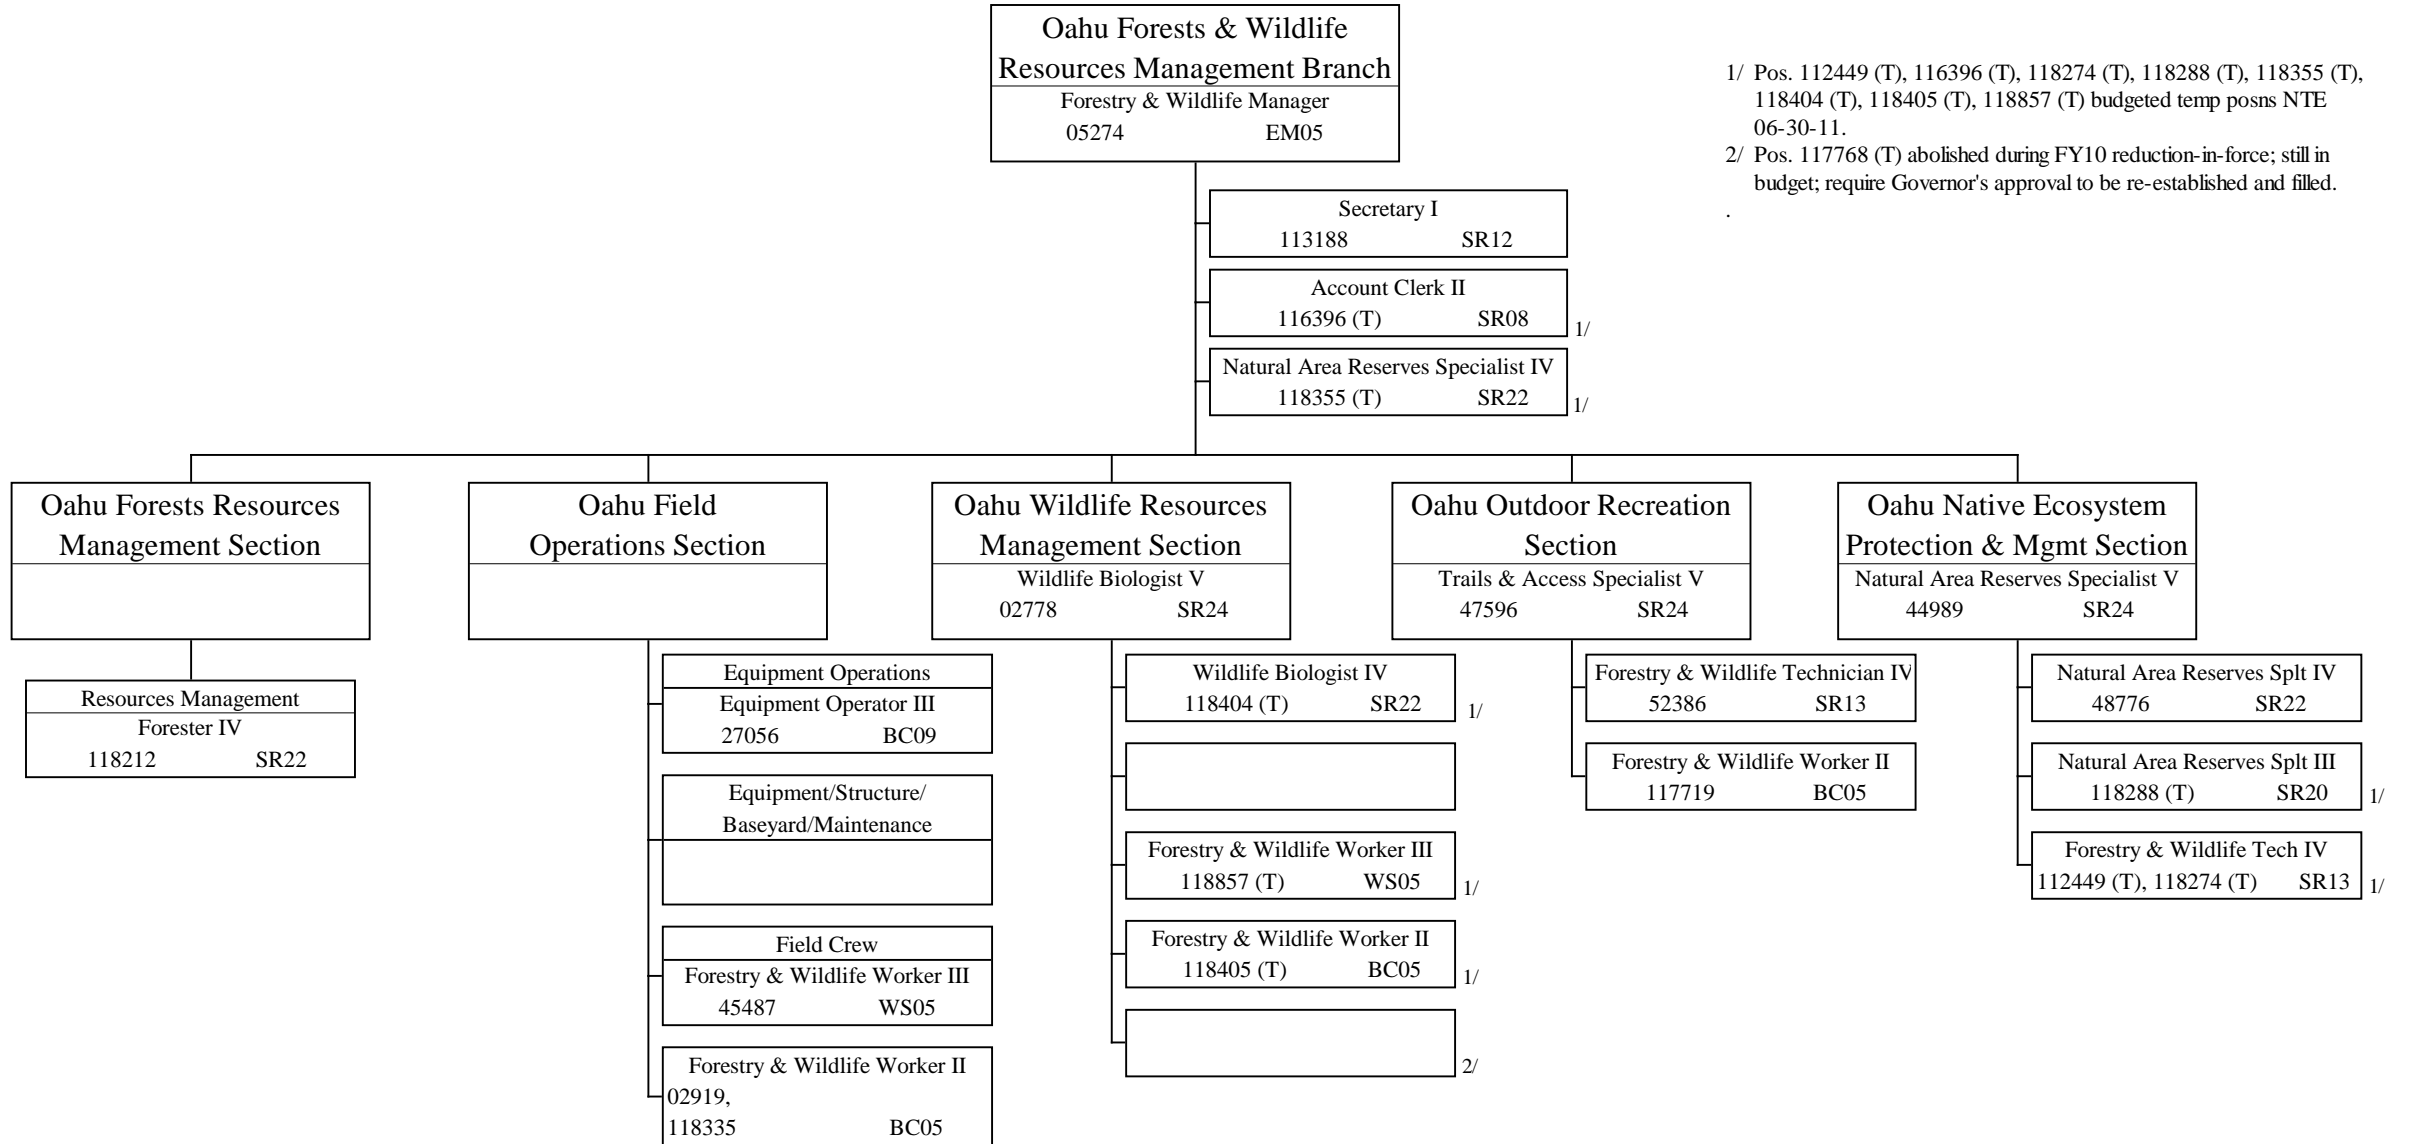 Oahu Forests & Wildlife
Resources Management Branch
Forestry & Wildlife Manager
05274 EM05
1/ Pos. 112449 (T), 116396 (T), 118274 (T), 118288 (T), 118355 (T),
118404 (T), 118405 (T), 118857 (T) budgeted temp posns NTE
06-30-11.
2/ Pos. 117768 (T) abolished during FY10 reduction-in-force; still in
budget; require Governor's approval to be re-established and filled.
.
Secretary I
113188 SR12
Account Clerk II
116396 (T) SR08
1/
Natural Area Reserves Specialist IV
118355 (T) SR22
1/
Oahu Forests Resources
Management Section
Resources Management
Forester IV
118212 SR22
Oahu Field
Operations Section
Equipment Operations
Equipment Operator III
27056 BC09
Equipment/Structure/
Baseyard/Maintenance
Field Crew
Forestry & Wildlife Worker III
45487 WS05
Forestry & Wildlife Worker II
02919,
118335 BC05
Oahu Wildlife Resources
Management Section
Wildlife Biologist V
02778 SR24
Wildlife Biologist IV
118404 (T) SR22
1/
Forestry & Wildlife Worker III
118857 (T) WS05
1/
Forestry & Wildlife Worker II
118405 (T) BC05
1/
2/
Oahu Outdoor Recreation
Section
Trails & Access Specialist V
47596 SR24
Forestry & Wildlife Technician IV
52386 SR13
Forestry & Wildlife Worker II
117719 BC05
Oahu Native Ecosystem
Protection & Mgmt Section
Natural Area Reserves Specialist V
44989 SR24
Natural Area Reserves Splt IV
48776 SR22
Natural Area Reserves Splt III
118288 (T) SR20
1/
Forestry & Wildlife Tech IV
112449 (T), 118274 (T) SR13
1/